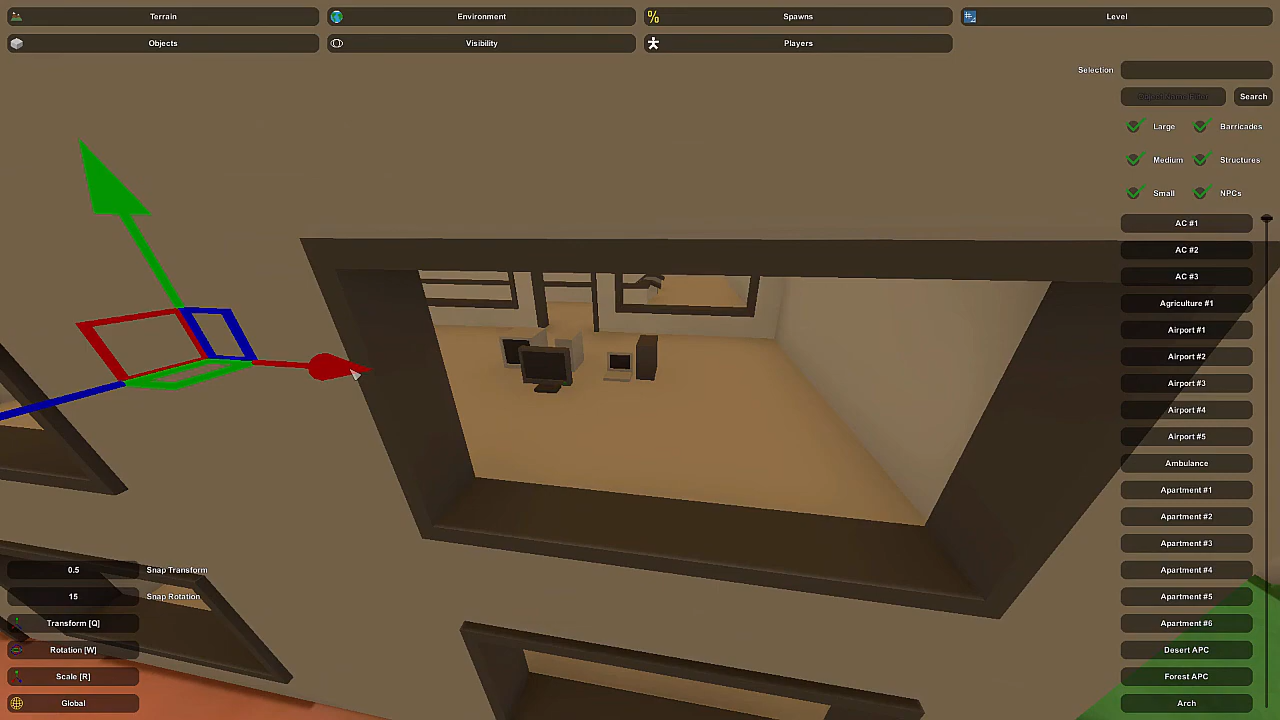 Terrain
Environment
Spawns
Level
Objects
Visibility
Players
Selection
Search
Large
Barricades
Medium
Structures
Small
NPCs
AC #1
AC #2
AC #3
Agriculture #1
Airport #1
Airport #2
Airport #3
Airport #4
Airport #5
Ambulance
Apartment #1
Apartment #2
Apartment #3
Apartment #4
Apartment #5
Apartment #6
Desert APC
Forest APC
Arch
0.5 Snap Transform
15 Snap Rotation
Transform [Q]
Rotation [W]
Scale [R]
Global